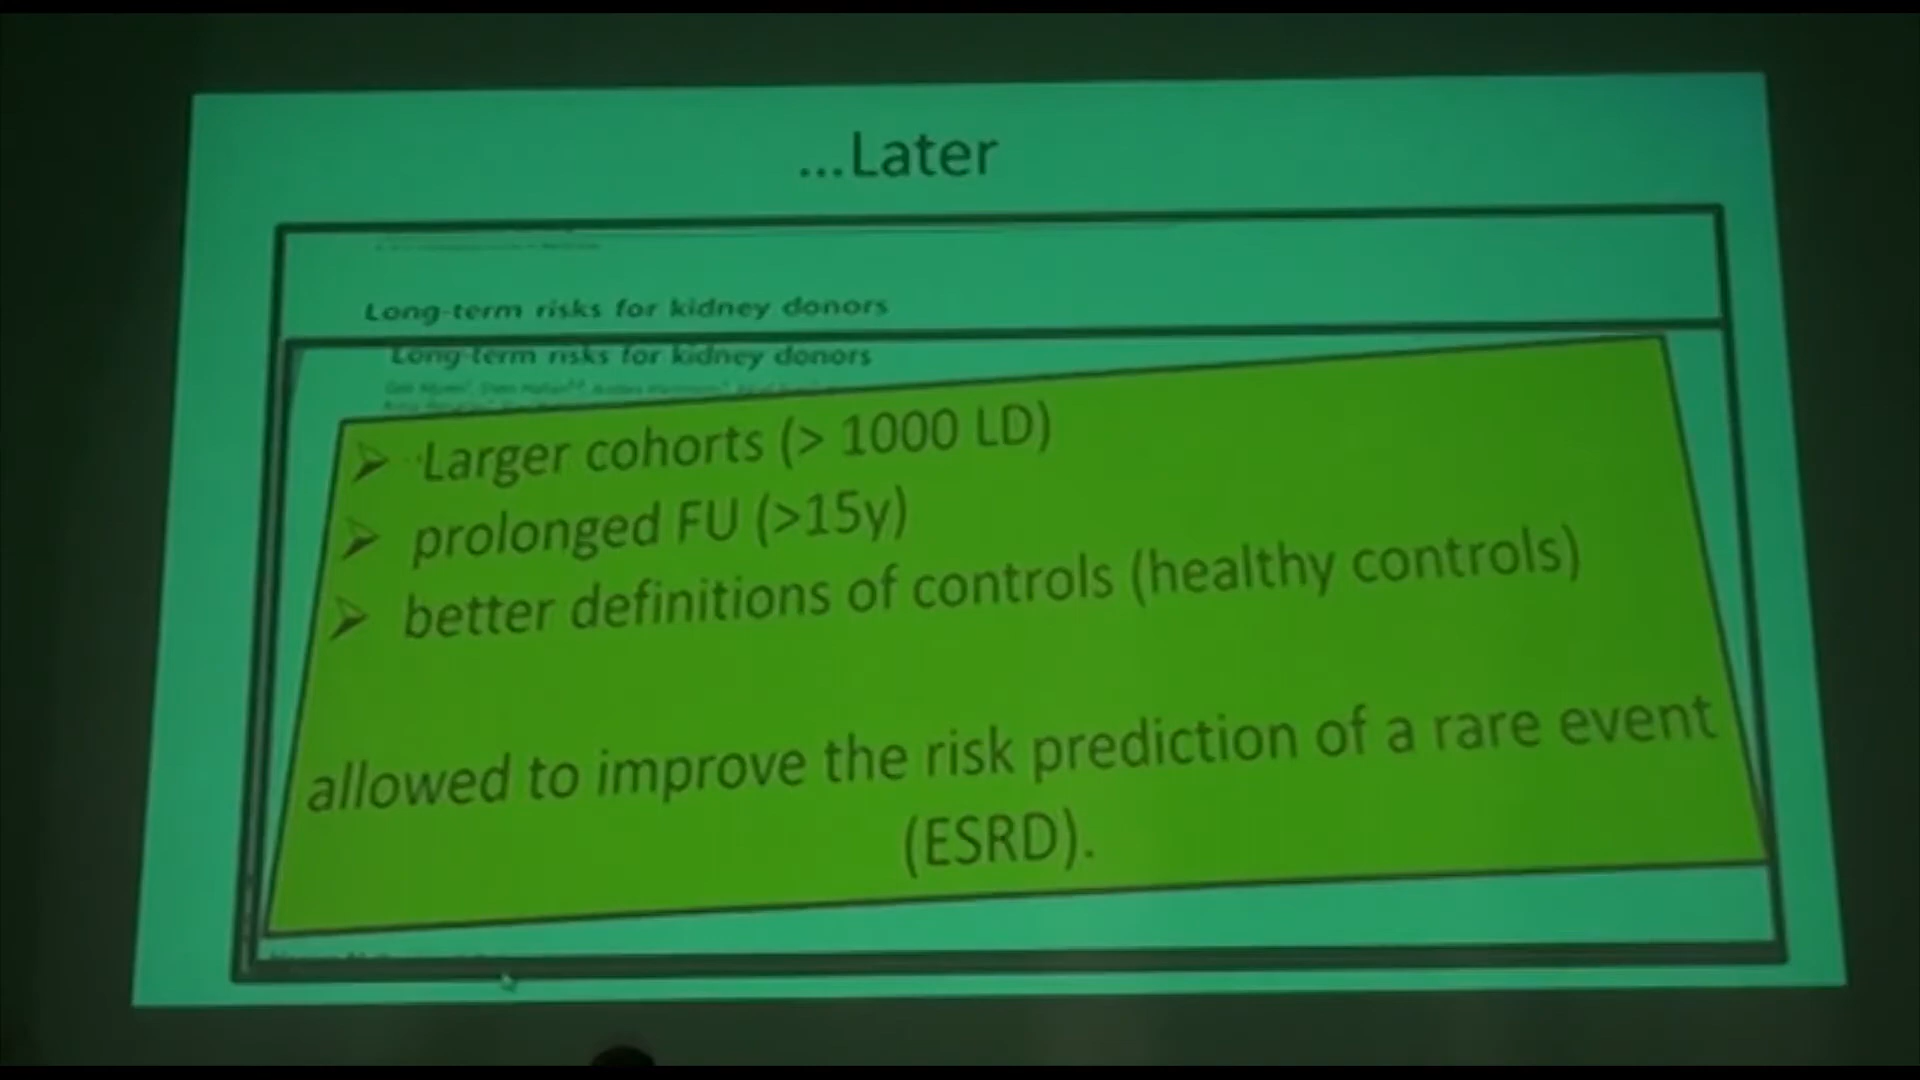 ...Later
Long-term risks for kidney donors
Long-term risks for kidney donors
➢ Larger cohorts (> 1000 LD)
➢ prolonged FU (>15y)
➢ better definitions of controls (healthy controls)
allowed to improve the risk prediction of a rare event
(ESRD).